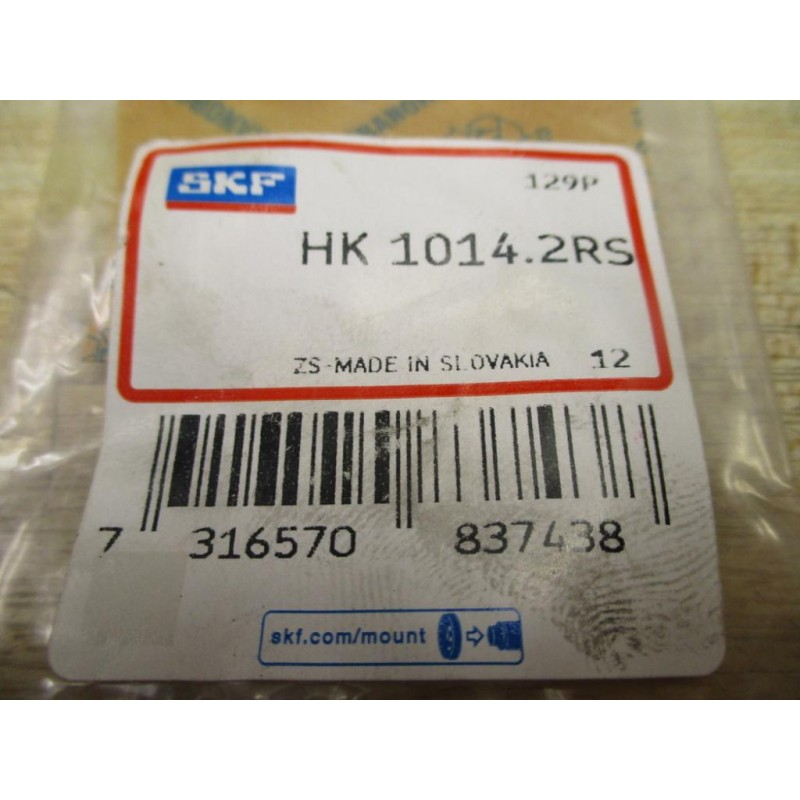 SKF
129P
HK 1014.2RS
ZS-MADE IN SLOVAKIA 12
7 316570 837438
skf.com/mount